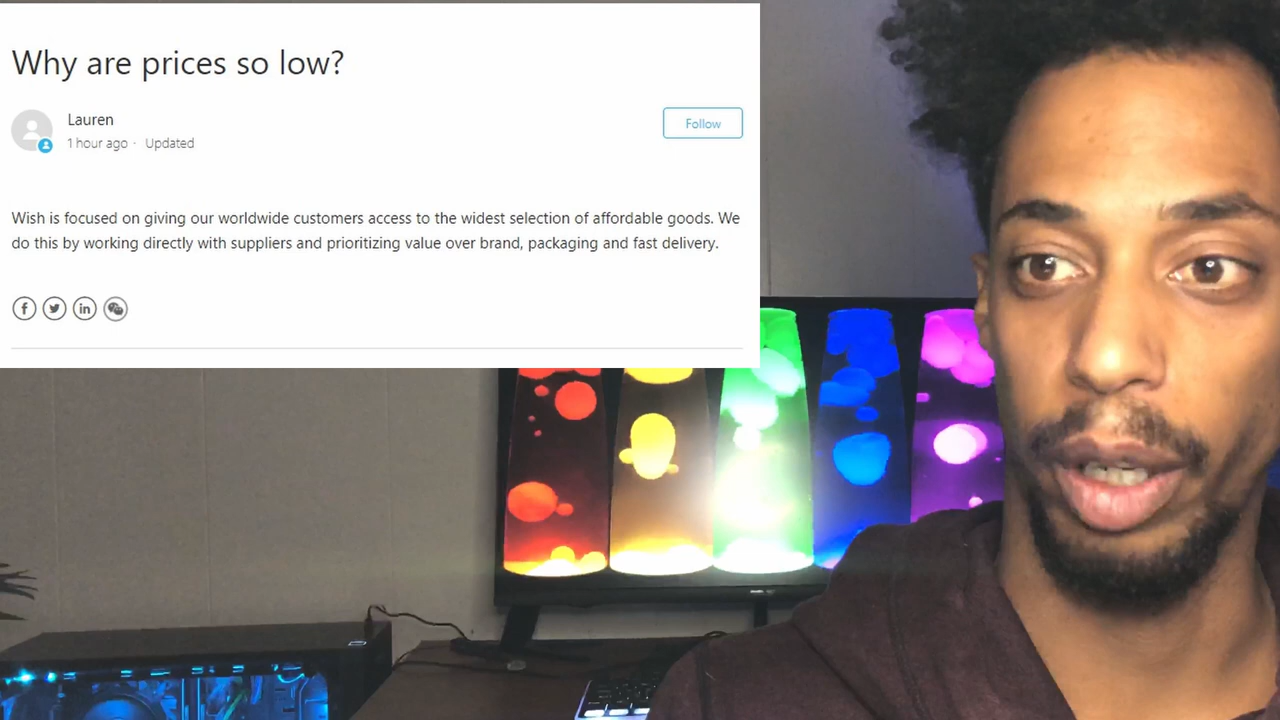 Why are prices so low?
Lauren
1 hour ago · Updated
Follow
Wish is focused on giving our worldwide customers access to the widest selection of affordable goods. We
do this by working directly with suppliers and prioritizing value over brand, packaging and fast delivery.